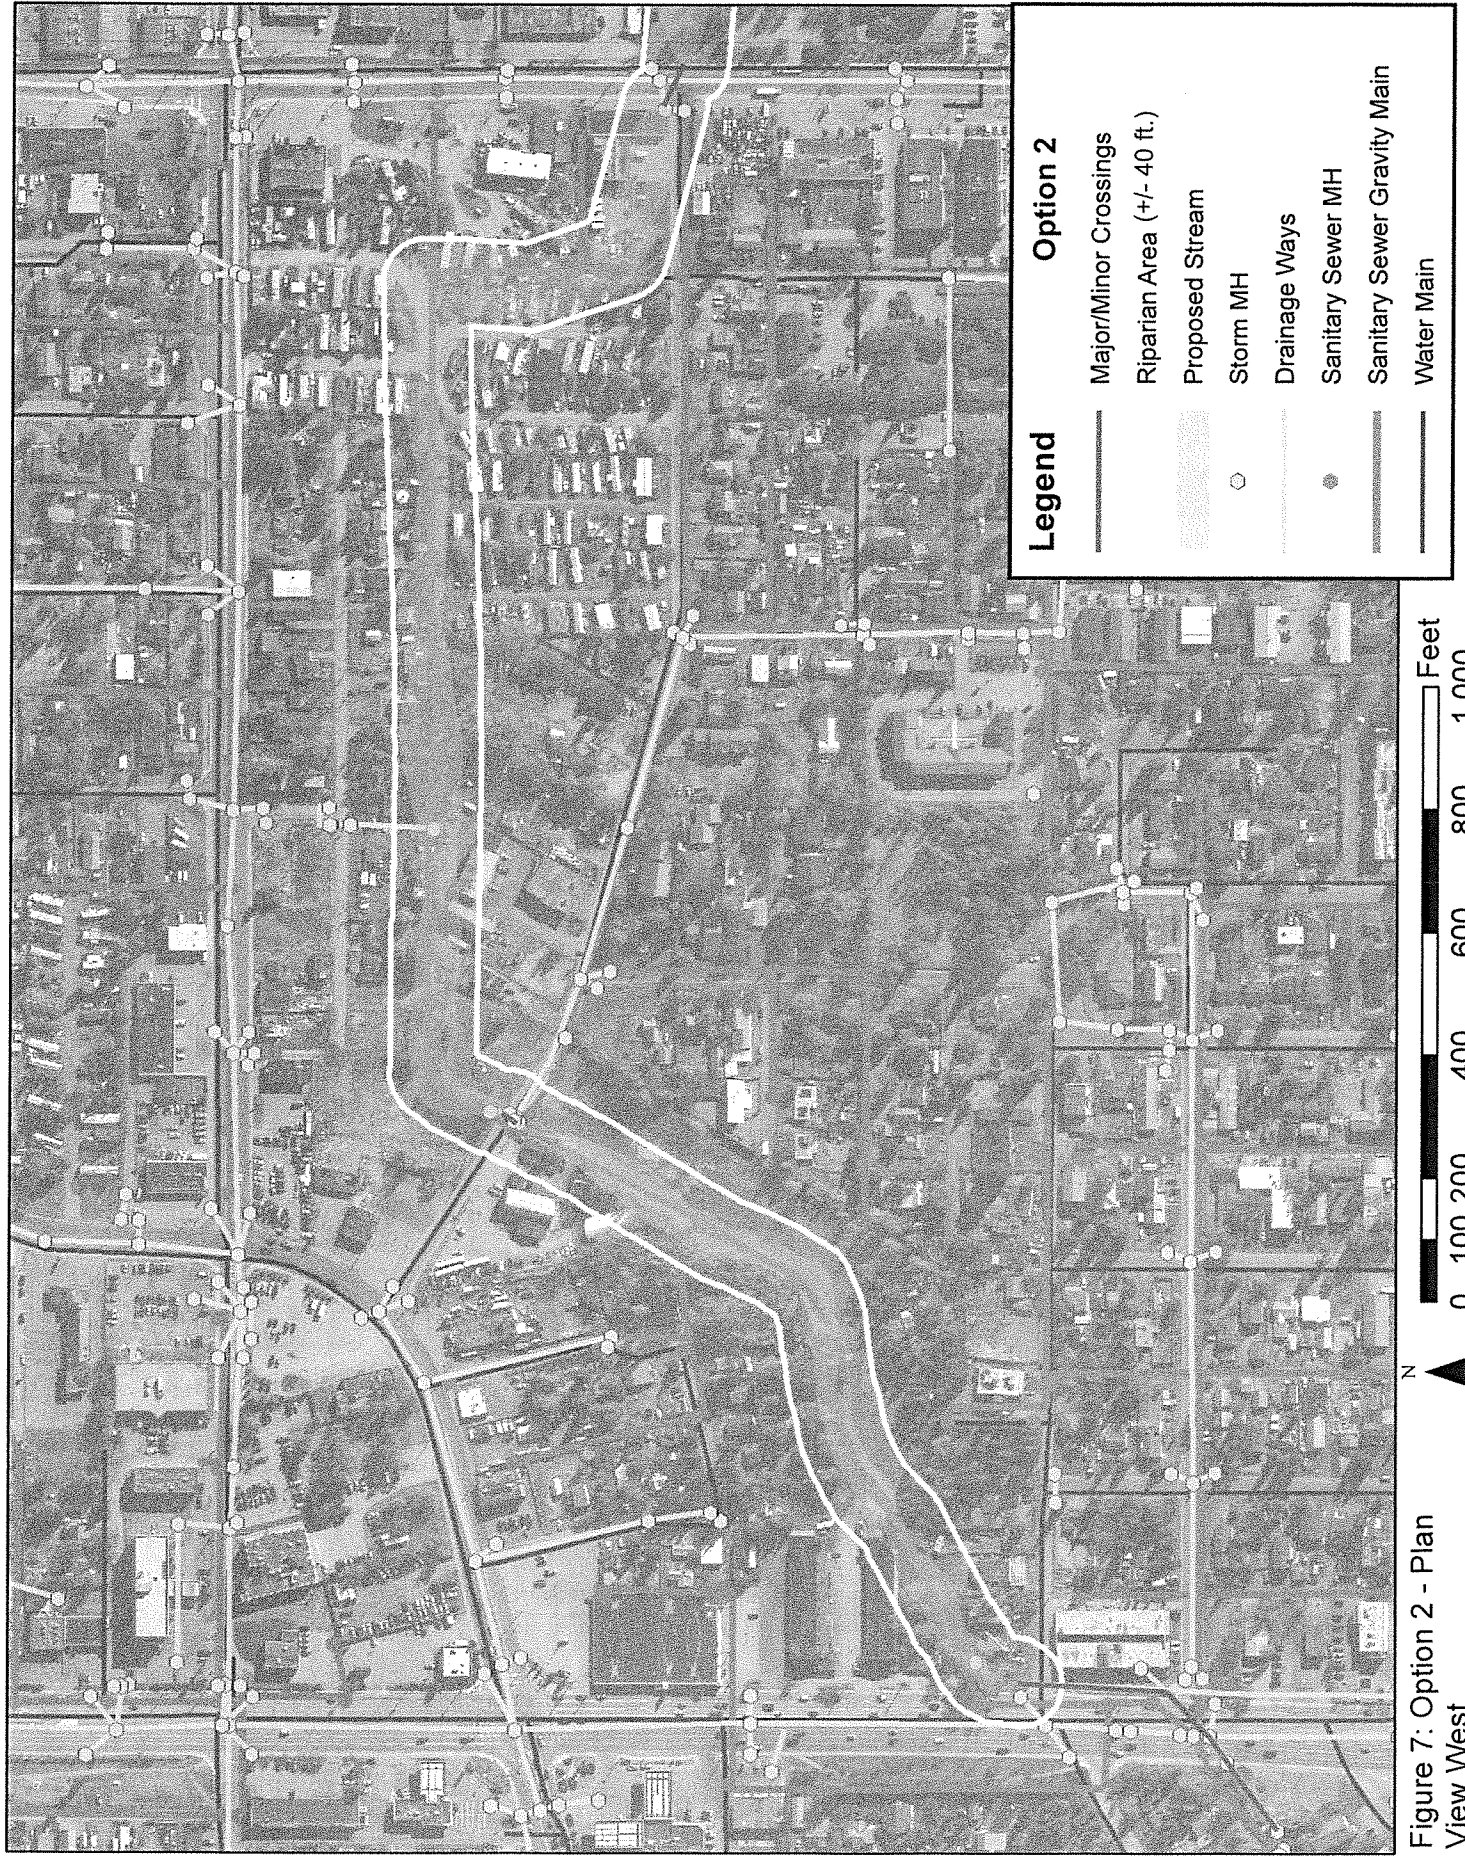 Legend
Option 2
Major/Minor Crossings
Riparian Area (+/- 40 ft.)
Proposed Stream
Storm MH
Drainage Ways
Sanitary Sewer MH
Sanitary Sewer Gravity Main
Water Main
Figure 7: Option 2 - Plan
View West
N
0 100 200 400 600 800 1,000
Feet